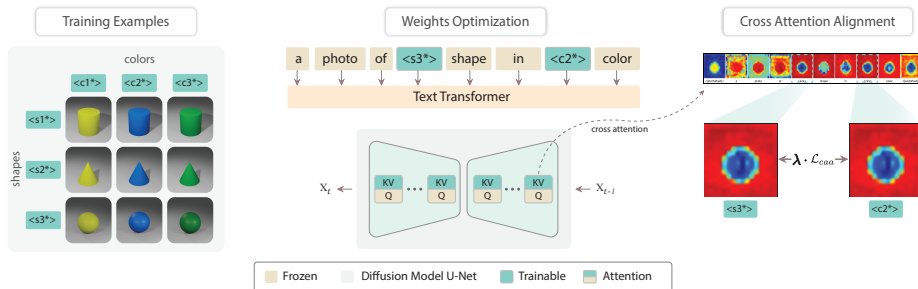 Training Examples
Weights Optimization
Cross Attention Alignment
colors
<c1*> <c2*> <c3*>
shapes
<s1*>
<s2*>
<s3*>
a photo of <s3*> shape in <c2*> color
Text Transformer
cross attention
KV KV KV KV
Q Q Q Q
X_t
X_{t-1}
λ · ℒ_caa
<s3*> <c2*>
Frozen Diffusion Model U-Net Trainable Attention